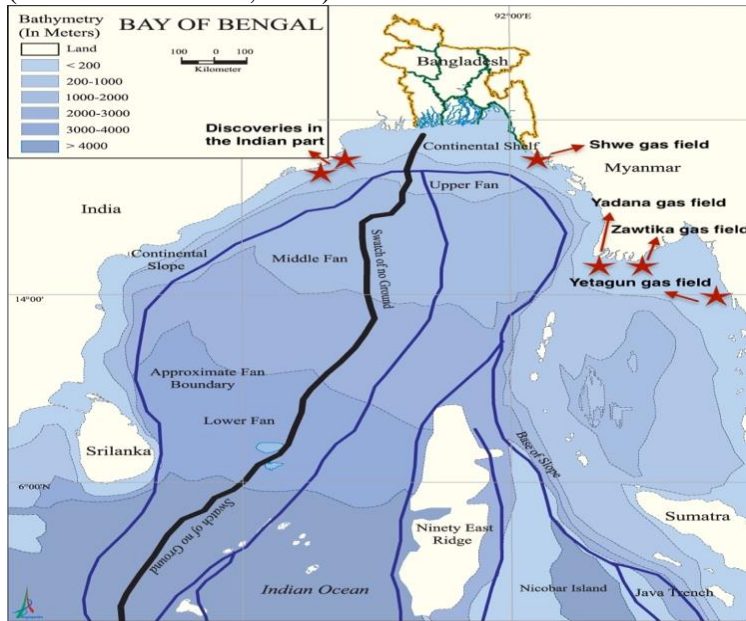 Bathymetry
(In Meters)
BAY OF BENGAL
Land
< 200
200-1000
1000-2000
2000-3000
3000-4000
> 4000
100 0 100
Kilometer
92°00'E
Bangladesh
Discoveries in
the Indian part
Continental Shelf
Shwe gas field
Myanmar
Upper Fan
India
Yadana gas field
Zawtika gas field
Continental
Slope
Middle Fan
Swatch of no Ground
Yetagun gas field
14°00'
Approximate Fan
Boundary
Lower Fan
Base of Slope
Srilanka
6°00'N
Swatch of no Ground
Sumatra
Ninety East
Ridge
Indian Ocean
Nicobar Island
Java Trench